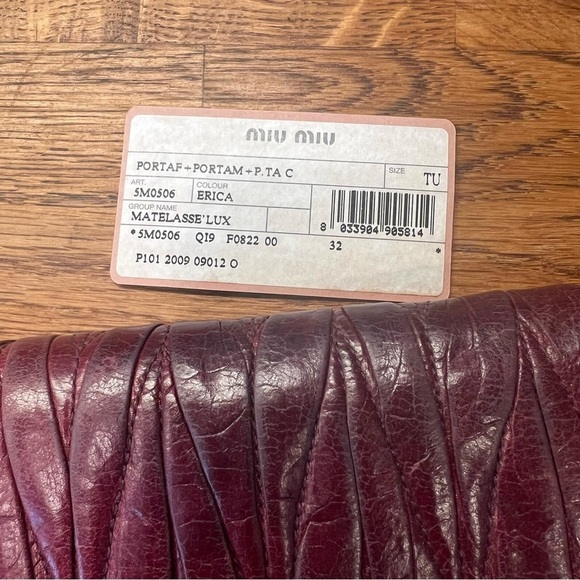 miu miu
PORTAF+PORTAM+P.TA C SIZE TU
ART. COLOUR
5M0506 ERICA
GROUP NAME
MATELASSE'LUX 8 033904 905814
*5M0506 QI9 F0822 00 32 *
P101 2009 09012 O